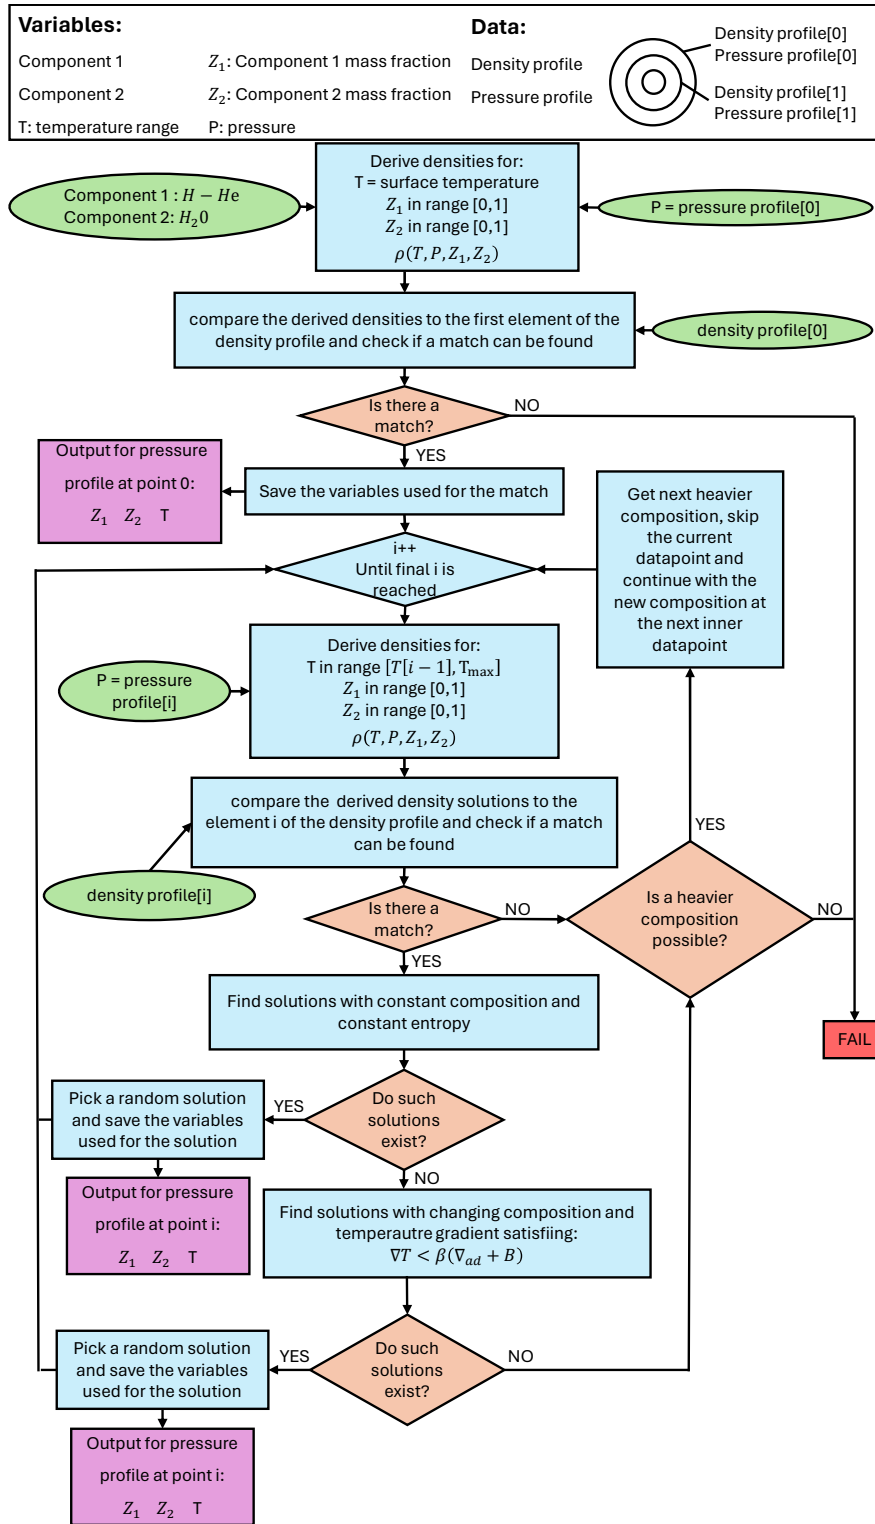 Variables:
Data:
Component 1
Z₁: Component 1 mass fraction
Density profile
Component 2
Z₂: Component 2 mass fraction
Pressure profile
T: temperature range
P: pressure
Density profile[0]
Pressure profile[0]
Density profile[1]
Pressure profile[1]
Component 1 : H − He
Component 2: H₂0
Derive densities for:
T = surface temperature
Z₁ in range [0,1]
Z₂ in range [0,1]
ρ(T, P, Z₁, Z₂)
P = pressure profile[0]
compare the derived densities to the first element of the
density profile and check if a match can be found
density profile[0]
Is there a
match?
NO
YES
Output for pressure
profile at point 0:
Z₁ Z₂ T
Save the variables used for the match
Get next heavier
composition, skip
the current
datapoint and
continue with the
new composition at
the next inner
datapoint
i++
Until final i is
reached
Derive densities for:
T in range [T[i − 1], Tₘₐₓ]
Z₁ in range [0,1]
Z₂ in range [0,1]
ρ(T, P, Z₁, Z₂)
P = pressure
profile[i]
compare the derived density solutions to the
element i of the density profile and check if a match
can be found
density profile[i]
YES
Is there a
match?
NO
Is a heavier
composition
possible?
NO
YES
Find solutions with constant composition and
constant entropy
FAIL
Pick a random solution
and save the variables
used for the solution
YES
Do such
solutions
exist?
NO
Output for pressure
profile at point i:
Z₁ Z₂ T
Find solutions with changing composition and
temperautre gradient satisfiing:
∇T < β(∇_ad + B)
Pick a random solution
and save the variables
used for the solution
YES
Do such
solutions
exist?
NO
Output for pressure
profile at point i:
Z₁ Z₂ T